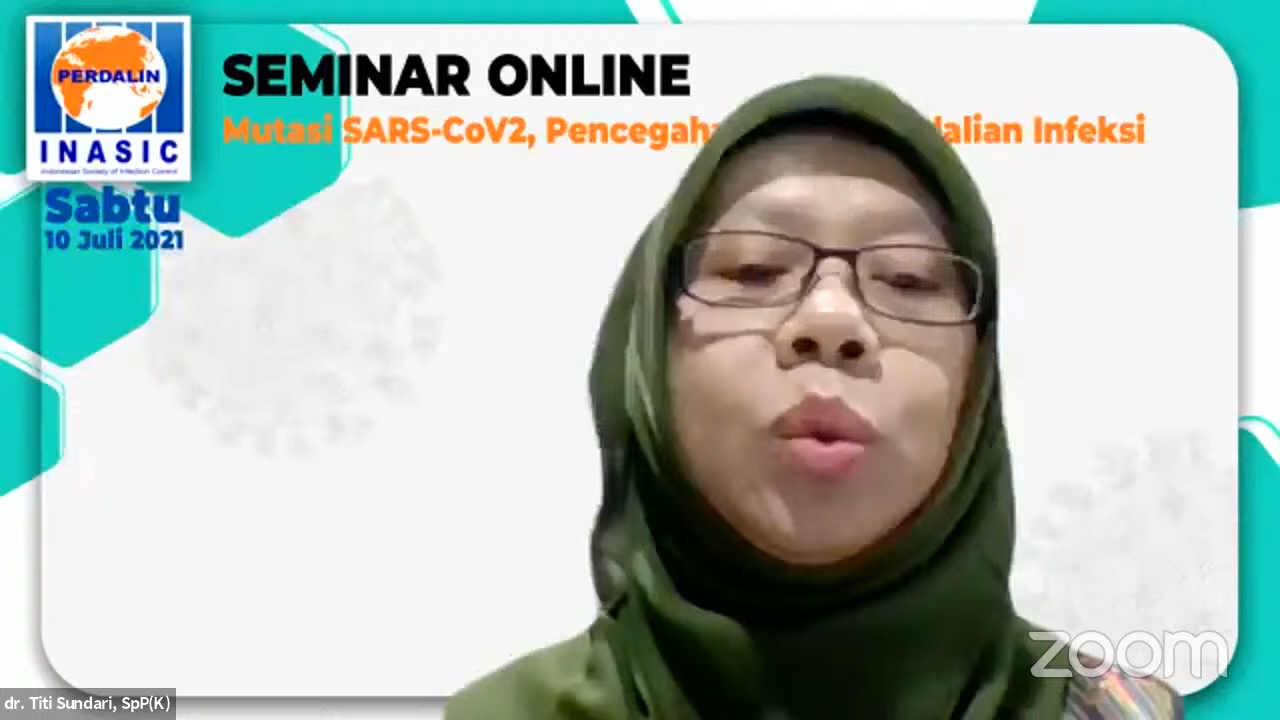 PERDALIN
INASIC
Indonesian Society of Infection Control
Sabtu
10 Juli 2021
SEMINAR ONLINE
Mutasi SARS-CoV2, Pencegah dalian Infeksi
zoom
dr. Titi Sundari, SpP(K)